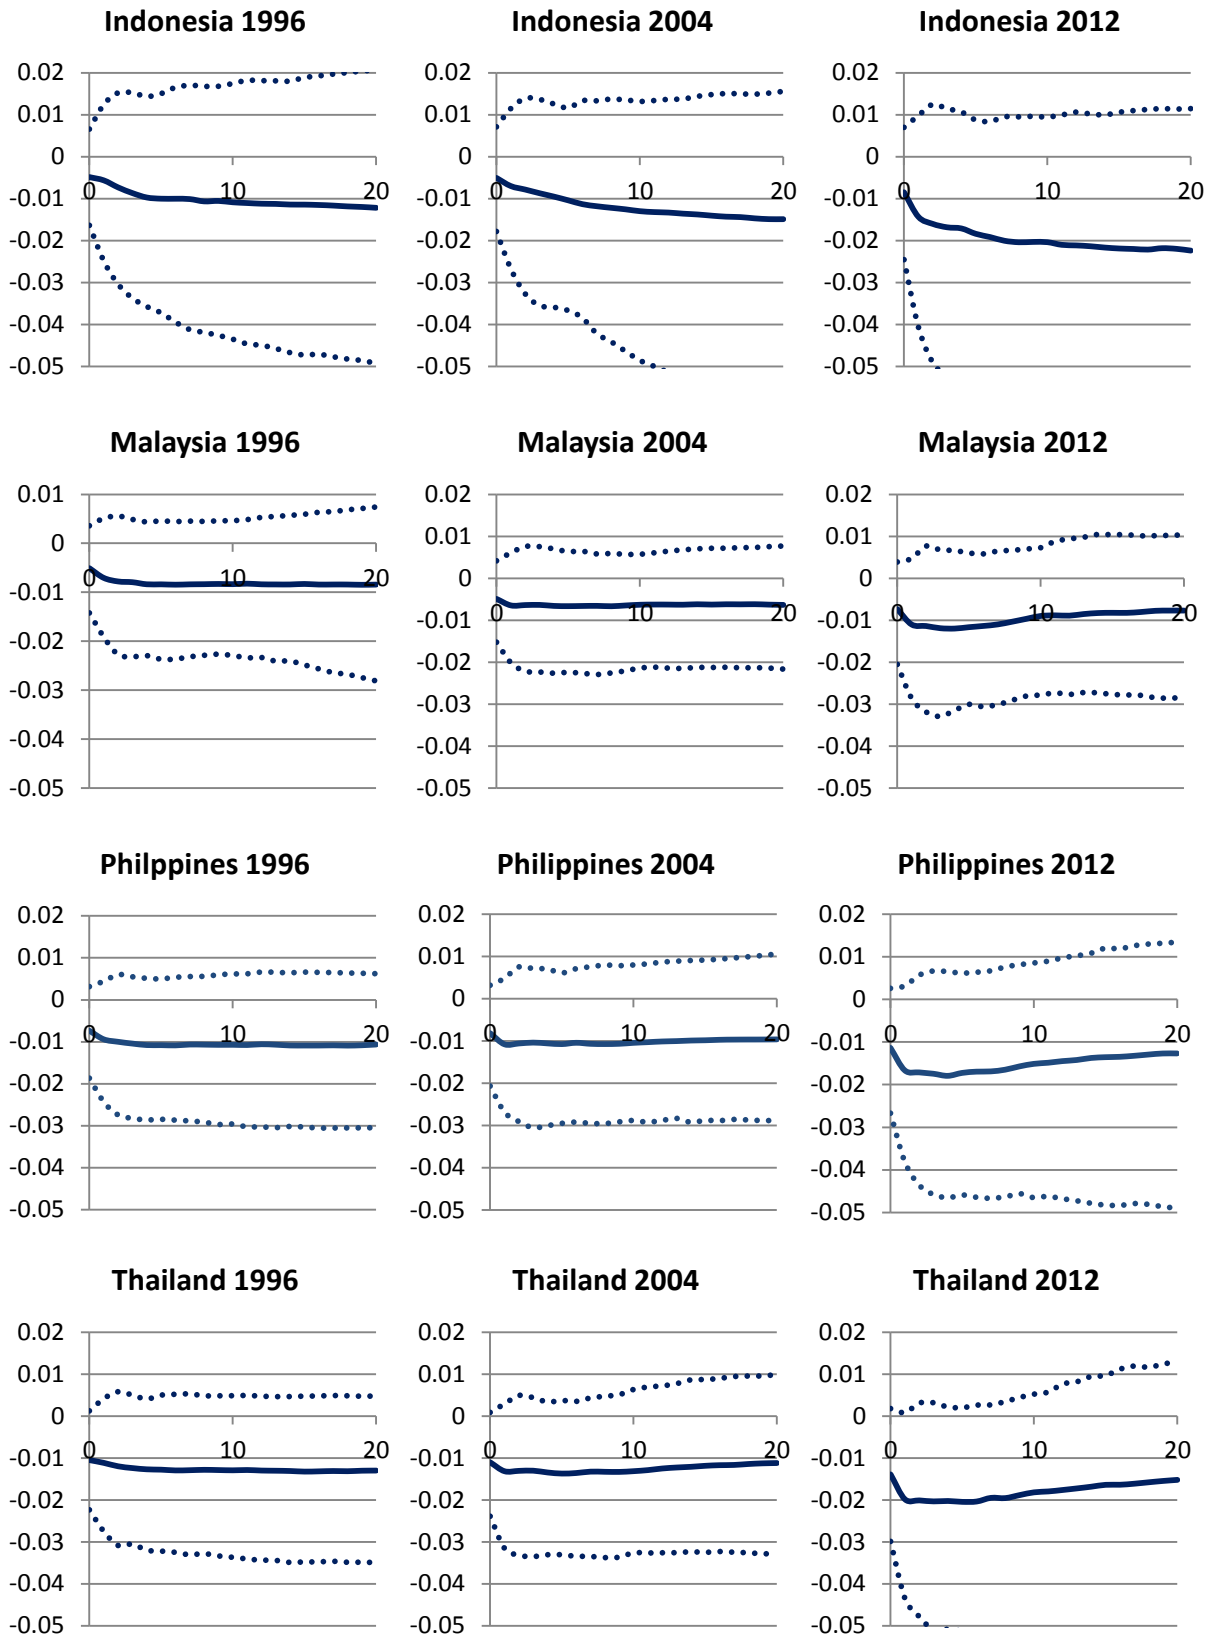 Indonesia 1996 Indonesia 2004 Indonesia 2012
0.02 0.02 0.02
0.01 0.01 0.01
0 0 0
0 10 20 0 10 20 0 10 20
-0.01 -0.01 -0.01
-0.02 -0.02 -0.02
-0.03 -0.03 -0.03
-0.04 -0.04 -0.04
-0.05 -0.05 -0.05
Malaysia 1996 Malaysia 2004 Malaysia 2012
0.01 0.02 0.02
0 0.01 0.01
-0.01 0 0
0 10 20 0 10 20 0 10 20
-0.02 -0.01 -0.01
-0.03 -0.02 -0.02
-0.04 -0.03 -0.03
-0.05 -0.04 -0.04
-0.05 -0.05
Philppines 1996 Philippines 2004 Philippines 2012
0.02 0.02 0.02
0.01 0.01 0.01
0 0 0
0 10 20 0 10 20 0 10 20
-0.01 -0.01 -0.01
-0.02 -0.02 -0.02
-0.03 -0.03 -0.03
-0.04 -0.04 -0.04
-0.05 -0.05 -0.05
Thailand 1996 Thailand 2004 Thailand 2012
0.02 0.02 0.02
0.01 0.01 0.01
0 0 0
0 10 20 0 10 20 0 10 20
-0.01 -0.01 -0.01
-0.02 -0.02 -0.02
-0.03 -0.03 -0.03
-0.04 -0.04 -0.04
-0.05 -0.05 -0.05